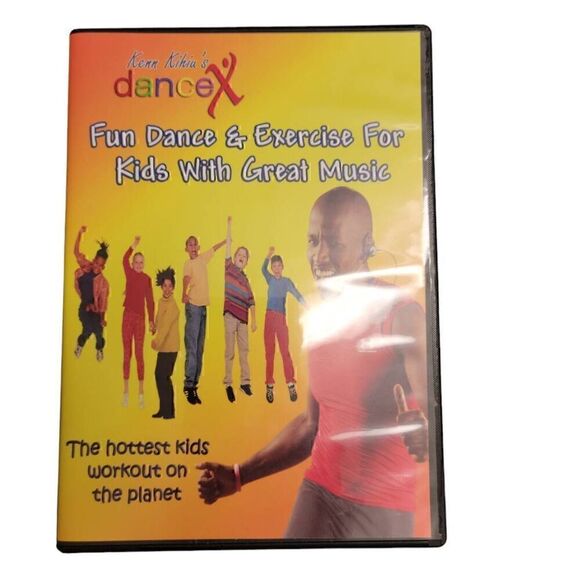 Kenn Kihiu's
danceX
Fun Dance & Exercise For
Kids With Great Music
The hottest kids
workout on
the planet